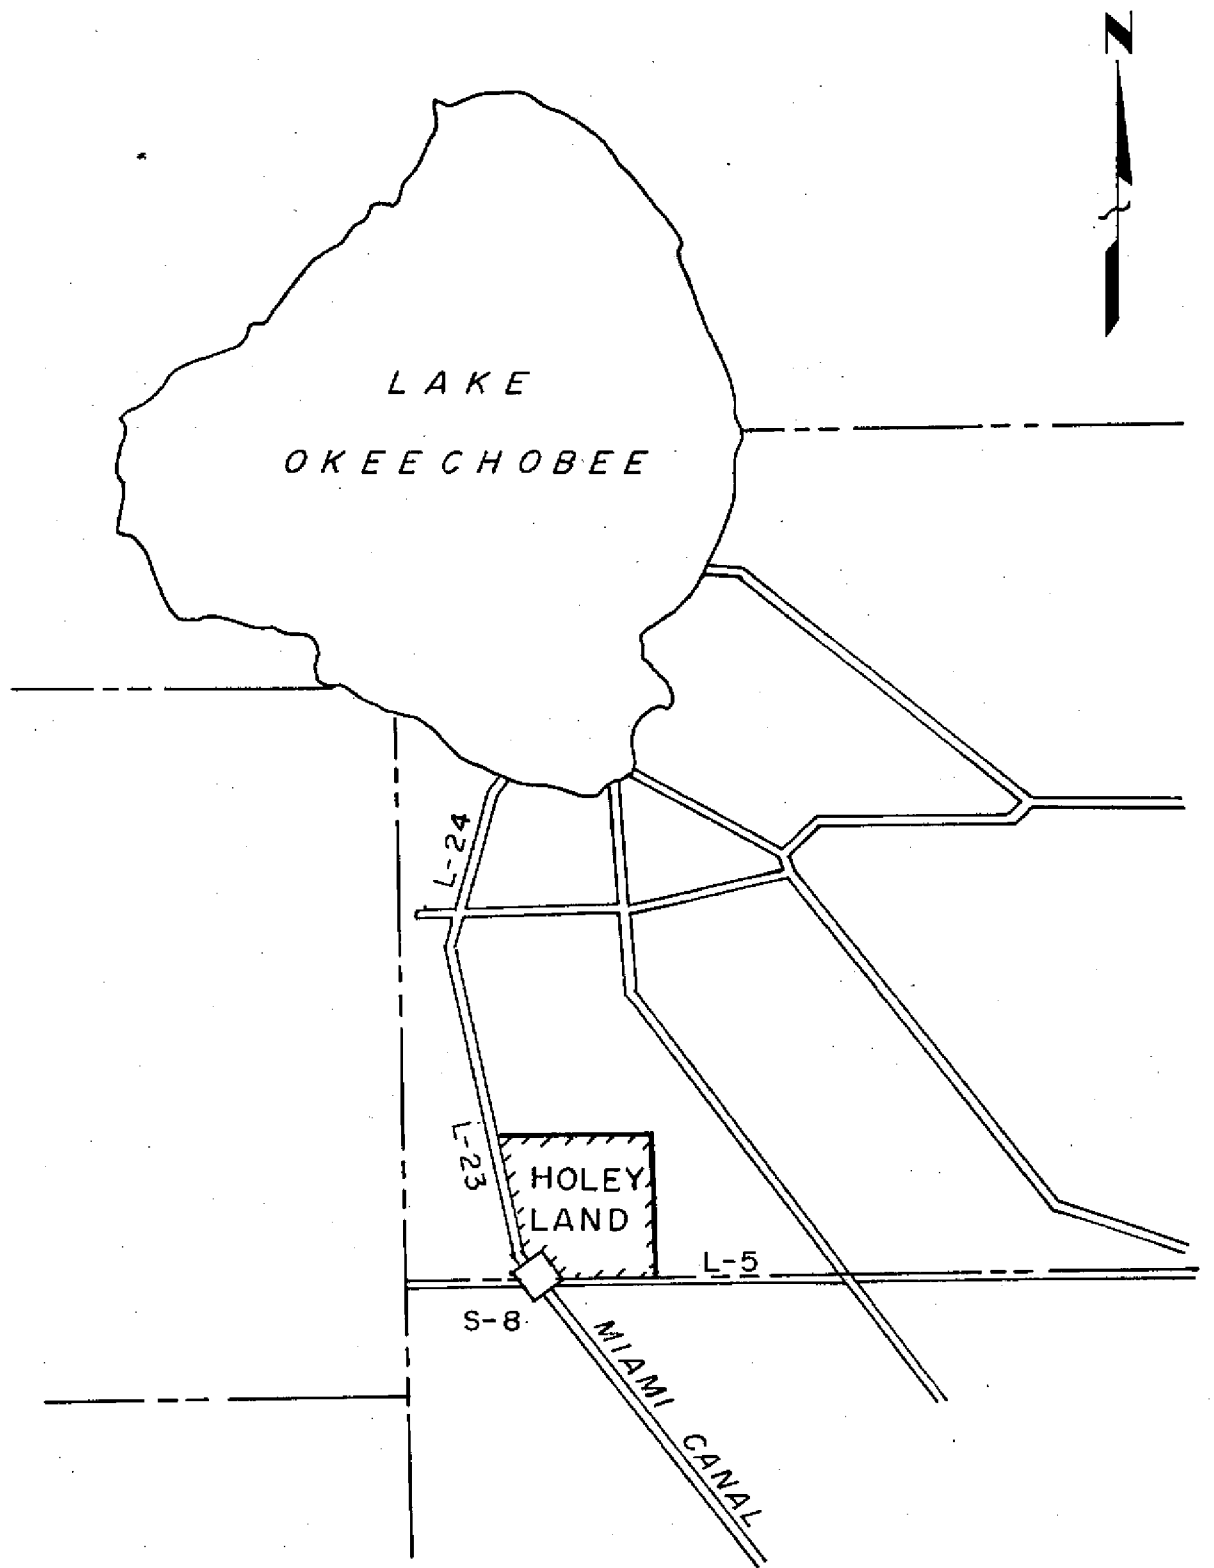 N
LAKE
OKEECHOBEE
L-24
L-23
HOLEY
LAND
L-5
S-8
MIAMI CANAL